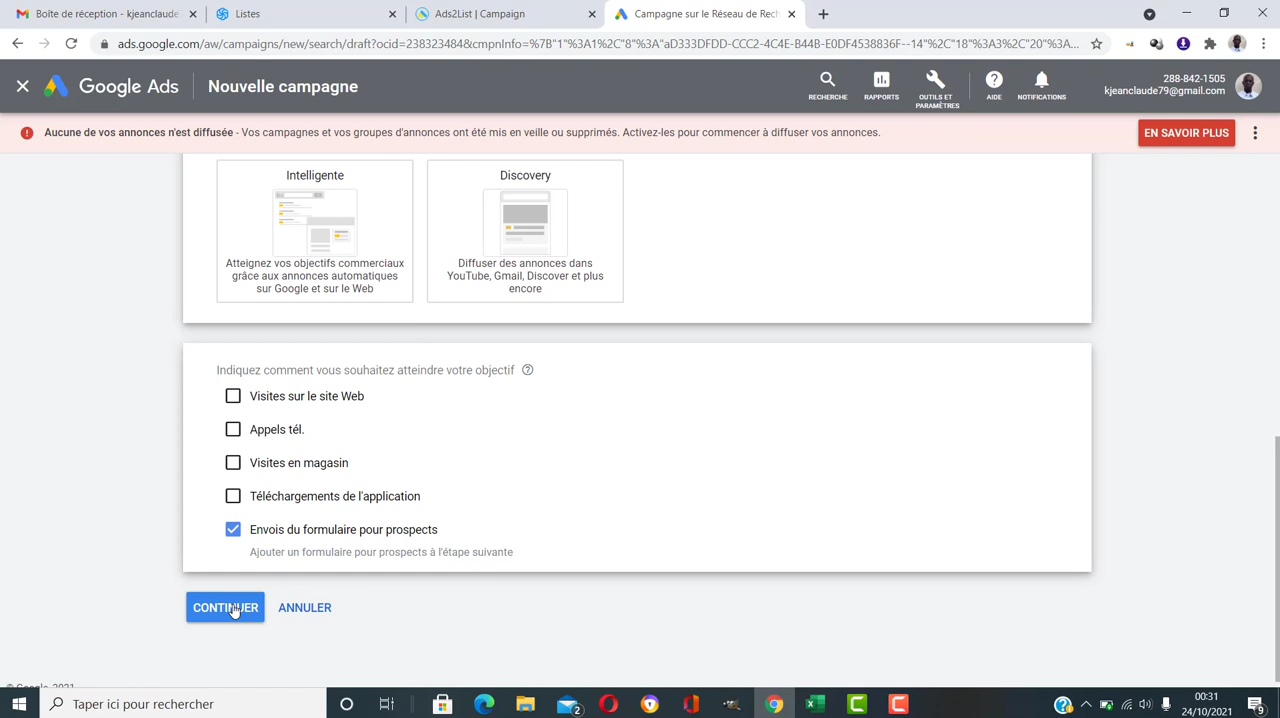 Boîte de réception - kjeanclaude
Listes
Ads2List | Campaign
Campagne sur le Réseau de Rech
ads.google.com/aw/campaigns/new/search/draft?ocid=238323484&cmpnInfo=%7B"1"%3A1%2C"8"%3A"aD333DFDD-CCC2-4C4E-B44B-E0DF4538836F--14"%2C"18"%3A3%2C"20"%3A...
Google Ads
Nouvelle campagne
RECHERCHE
RAPPORTS
OUTILS ET
PARAMÈTRES
AIDE
NOTIFICATIONS
288-842-1505
kjeanclaude79@gmail.com
Aucune de vos annonces n'est diffusée - Vos campagnes et vos groupes d'annonces ont été mis en veille ou supprimés. Activez-les pour commencer à diffuser vos annonces.
EN SAVOIR PLUS
Intelligente
Atteignez vos objectifs commerciaux
grâce aux annonces automatiques
sur Google et sur le Web
Discovery
Diffuser des annonces dans
YouTube, Gmail, Discover et plus
encore
Indiquez comment vous souhaitez atteindre votre objectif
Visites sur le site Web
Appels tél.
Visites en magasin
Téléchargements de l'application
Envois du formulaire pour prospects
Ajouter un formulaire pour prospects à l'étape suivante
CONTINUER
ANNULER
© Google, 2021
Taper ici pour rechercher
2
00:31
24/10/2021
9